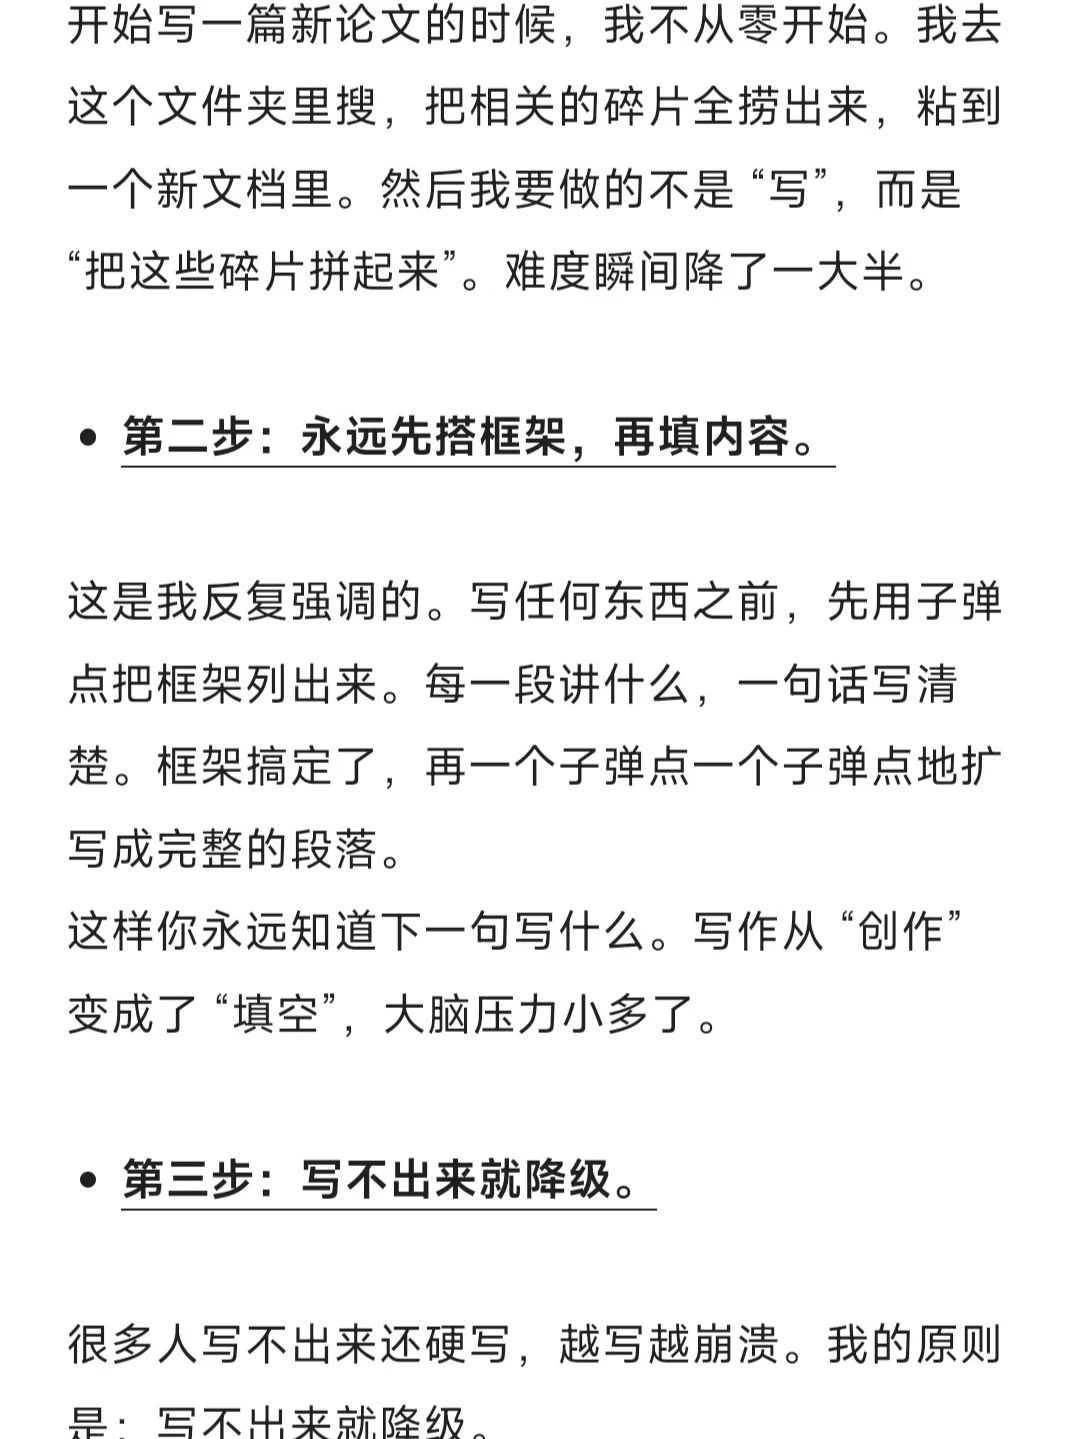 开始写一篇新论文的时候，我不从零开始。我去
这个文件夹里搜，把相关的碎片全捞出来，粘到
一个新文档里。然后我要做的不是“写”，而是
“把这些碎片拼起来”。难度瞬间降了一大半。
• 第二步：永远先搭框架，再填内容。
这是我反复强调的。写任何东西之前，先用子弹
点把框架列出来。每一段讲什么，一句话写清
楚。框架搞定了，再一个子弹点一个子弹点地扩
写成完整的段落。
这样你永远知道下一句写什么。写作从“创作”
变成了“填空”，大脑压力小多了。
• 第三步：写不出来就降级。
很多人写不出来还硬写，越写越崩溃。我的原则
是：写不出来就降级。